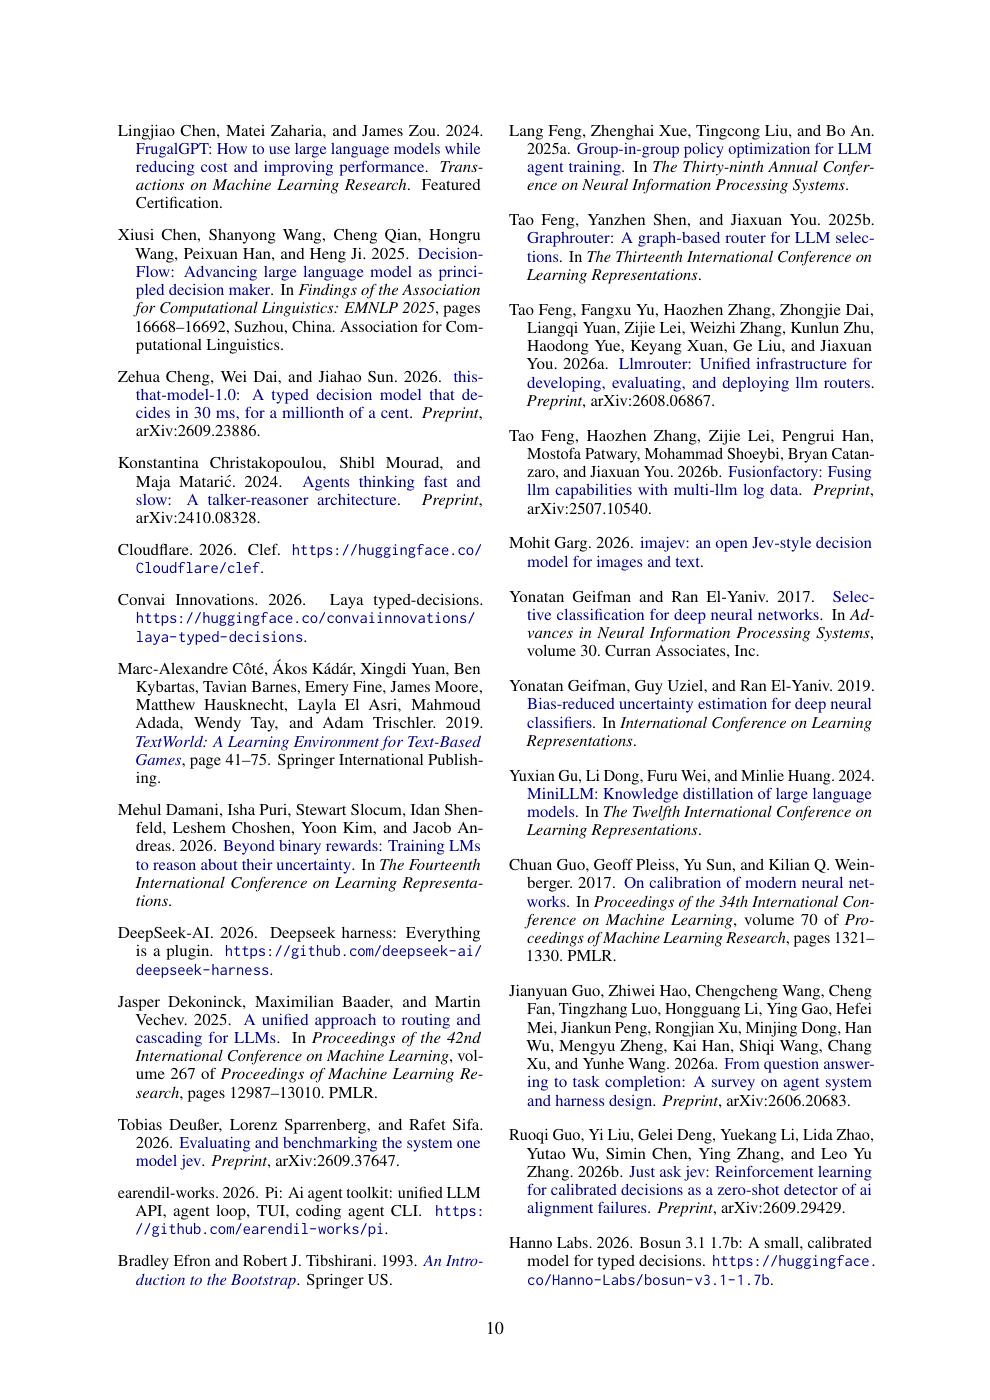 Lingjiao Chen, Matei Zaharia, and James Zou. 2024.
FrugalGPT: How to use large language models while
reducing cost and improving performance. Trans-
actions on Machine Learning Research. Featured
Certification.
Xiusi Chen, Shanyong Wang, Cheng Qian, Hongru
Wang, Peixuan Han, and Heng Ji. 2025. Decision-
Flow: Advancing large language model as princi-
pled decision maker. In Findings of the Association
for Computational Linguistics: EMNLP 2025, pages
16668–16692, Suzhou, China. Association for Com-
putational Linguistics.
Zehua Cheng, Wei Dai, and Jiahao Sun. 2026. this-
that-model-1.0: A typed decision model that de-
cides in 30 ms, for a millionth of a cent. Preprint,
arXiv:2609.23886.
Konstantina Christakopoulou, Shibl Mourad, and
Maja Matarić. 2024. Agents thinking fast and
slow: A talker-reasoner architecture. Preprint,
arXiv:2410.08328.
Cloudflare. 2026. Clef. https://huggingface.co/
Cloudflare/clef.
Convai Innovations. 2026. Laya typed-decisions.
https://huggingface.co/convaiinnovations/
laya-typed-decisions.
Marc-Alexandre Côté, Ákos Kádár, Xingdi Yuan, Ben
Kybartas, Tavian Barnes, Emery Fine, James Moore,
Matthew Hausknecht, Layla El Asri, Mahmoud
Adada, Wendy Tay, and Adam Trischler. 2019.
TextWorld: A Learning Environment for Text-Based
Games, page 41–75. Springer International Publish-
ing.
Mehul Damani, Isha Puri, Stewart Slocum, Idan Shen-
feld, Leshem Choshen, Yoon Kim, and Jacob An-
dreas. 2026. Beyond binary rewards: Training LMs
to reason about their uncertainty. In The Fourteenth
International Conference on Learning Representa-
tions.
DeepSeek-AI. 2026. Deepseek harness: Everything
is a plugin. https://github.com/deepseek-ai/
deepseek-harness.
Jasper Dekoninck, Maximilian Baader, and Martin
Vechev. 2025. A unified approach to routing and
cascading for LLMs. In Proceedings of the 42nd
International Conference on Machine Learning, vol-
ume 267 of Proceedings of Machine Learning Re-
search, pages 12987–13010. PMLR.
Tobias Deußer, Lorenz Sparrenberg, and Rafet Sifa.
2026. Evaluating and benchmarking the system one
model jev. Preprint, arXiv:2609.37647.
earendil-works. 2026. Pi: Ai agent toolkit: unified LLM
API, agent loop, TUI, coding agent CLI. https:
//github.com/earendil-works/pi.
Bradley Efron and Robert J. Tibshirani. 1993. An Intro-
duction to the Bootstrap. Springer US.
Lang Feng, Zhenghai Xue, Tingcong Liu, and Bo An.
2025a. Group-in-group policy optimization for LLM
agent training. In The Thirty-ninth Annual Confer-
ence on Neural Information Processing Systems.
Tao Feng, Yanzhen Shen, and Jiaxuan You. 2025b.
Graphrouter: A graph-based router for LLM selec-
tions. In The Thirteenth International Conference on
Learning Representations.
Tao Feng, Fangxu Yu, Haozhen Zhang, Zhongjie Dai,
Liangqi Yuan, Zijie Lei, Weizhi Zhang, Kunlun Zhu,
Haodong Yue, Keyang Xuan, Ge Liu, and Jiaxuan
You. 2026a. Llmrouter: Unified infrastructure for
developing, evaluating, and deploying llm routers.
Preprint, arXiv:2608.06867.
Tao Feng, Haozhen Zhang, Zijie Lei, Pengrui Han,
Mostofa Patwary, Mohammad Shoeybi, Bryan Catan-
zaro, and Jiaxuan You. 2026b. Fusionfactory: Fusing
llm capabilities with multi-llm log data. Preprint,
arXiv:2507.10540.
Mohit Garg. 2026. imajev: an open Jev-style decision
model for images and text.
Yonatan Geifman and Ran El-Yaniv. 2017. Selec-
tive classification for deep neural networks. In Ad-
vances in Neural Information Processing Systems,
volume 30. Curran Associates, Inc.
Yonatan Geifman, Guy Uziel, and Ran El-Yaniv. 2019.
Bias-reduced uncertainty estimation for deep neural
classifiers. In International Conference on Learning
Representations.
Yuxian Gu, Li Dong, Furu Wei, and Minlie Huang. 2024.
MiniLLM: Knowledge distillation of large language
models. In The Twelfth International Conference on
Learning Representations.
Chuan Guo, Geoff Pleiss, Yu Sun, and Kilian Q. Wein-
berger. 2017. On calibration of modern neural net-
works. In Proceedings of the 34th International Con-
ference on Machine Learning, volume 70 of Pro-
ceedings of Machine Learning Research, pages 1321–
1330. PMLR.
Jianyuan Guo, Zhiwei Hao, Chengcheng Wang, Cheng
Fan, Tingzhang Luo, Hongguang Li, Ying Gao, Hefei
Mei, Jiankun Peng, Rongjian Xu, Minjing Dong, Han
Wu, Mengyu Zheng, Kai Han, Shiqi Wang, Chang
Xu, and Yunhe Wang. 2026a. From question answer-
ing to task completion: A survey on agent system
and harness design. Preprint, arXiv:2606.20683.
Ruoqi Guo, Yi Liu, Gelei Deng, Yuekang Li, Lida Zhao,
Yutao Wu, Simin Chen, Ying Zhang, and Leo Yu
Zhang. 2026b. Just ask jev: Reinforcement learning
for calibrated decisions as a zero-shot detector of ai
alignment failures. Preprint, arXiv:2609.29429.
Hanno Labs. 2026. Bosun 3.1 1.7b: A small, calibrated
model for typed decisions. https://huggingface.
co/Hanno-Labs/bosun-v3.1-1.7b.
10